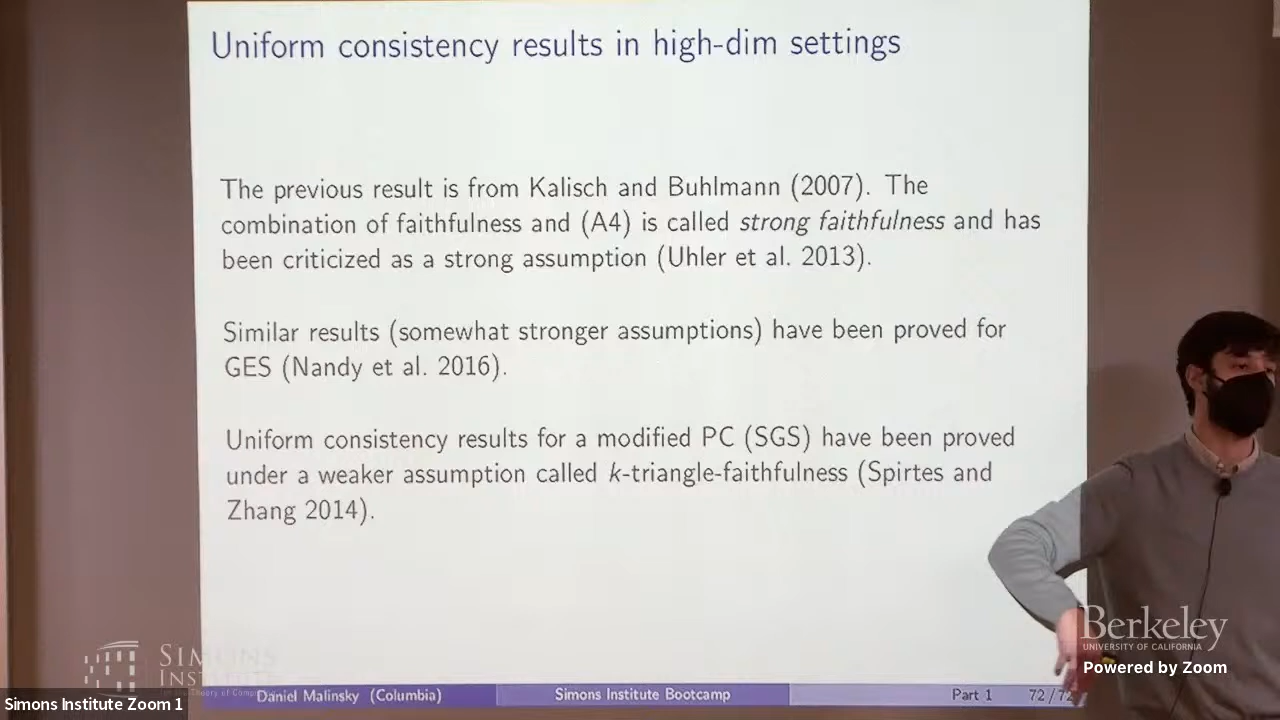 Uniform consistency results in high-dim settings
The previous result is from Kalisch and Buhlmann (2007). The
combination of faithfulness and (A4) is called strong faithfulness and has
been criticized as a strong assumption (Uhler et al. 2013).
Similar results (somewhat stronger assumptions) have been proved for
GES (Nandy et al. 2016).
Uniform consistency results for a modified PC (SGS) have been proved
under a weaker assumption called k-triangle-faithfulness (Spirtes and
Zhang 2014).
Berkeley
UNIVERSITY OF CALIFORNIA
Powered by Zoom
SIMONS
INSTITUTE
Daniel Malinsky (Columbia)
Simons Institute Bootcamp
Part 1
72 / 72
Simons Institute Zoom 1